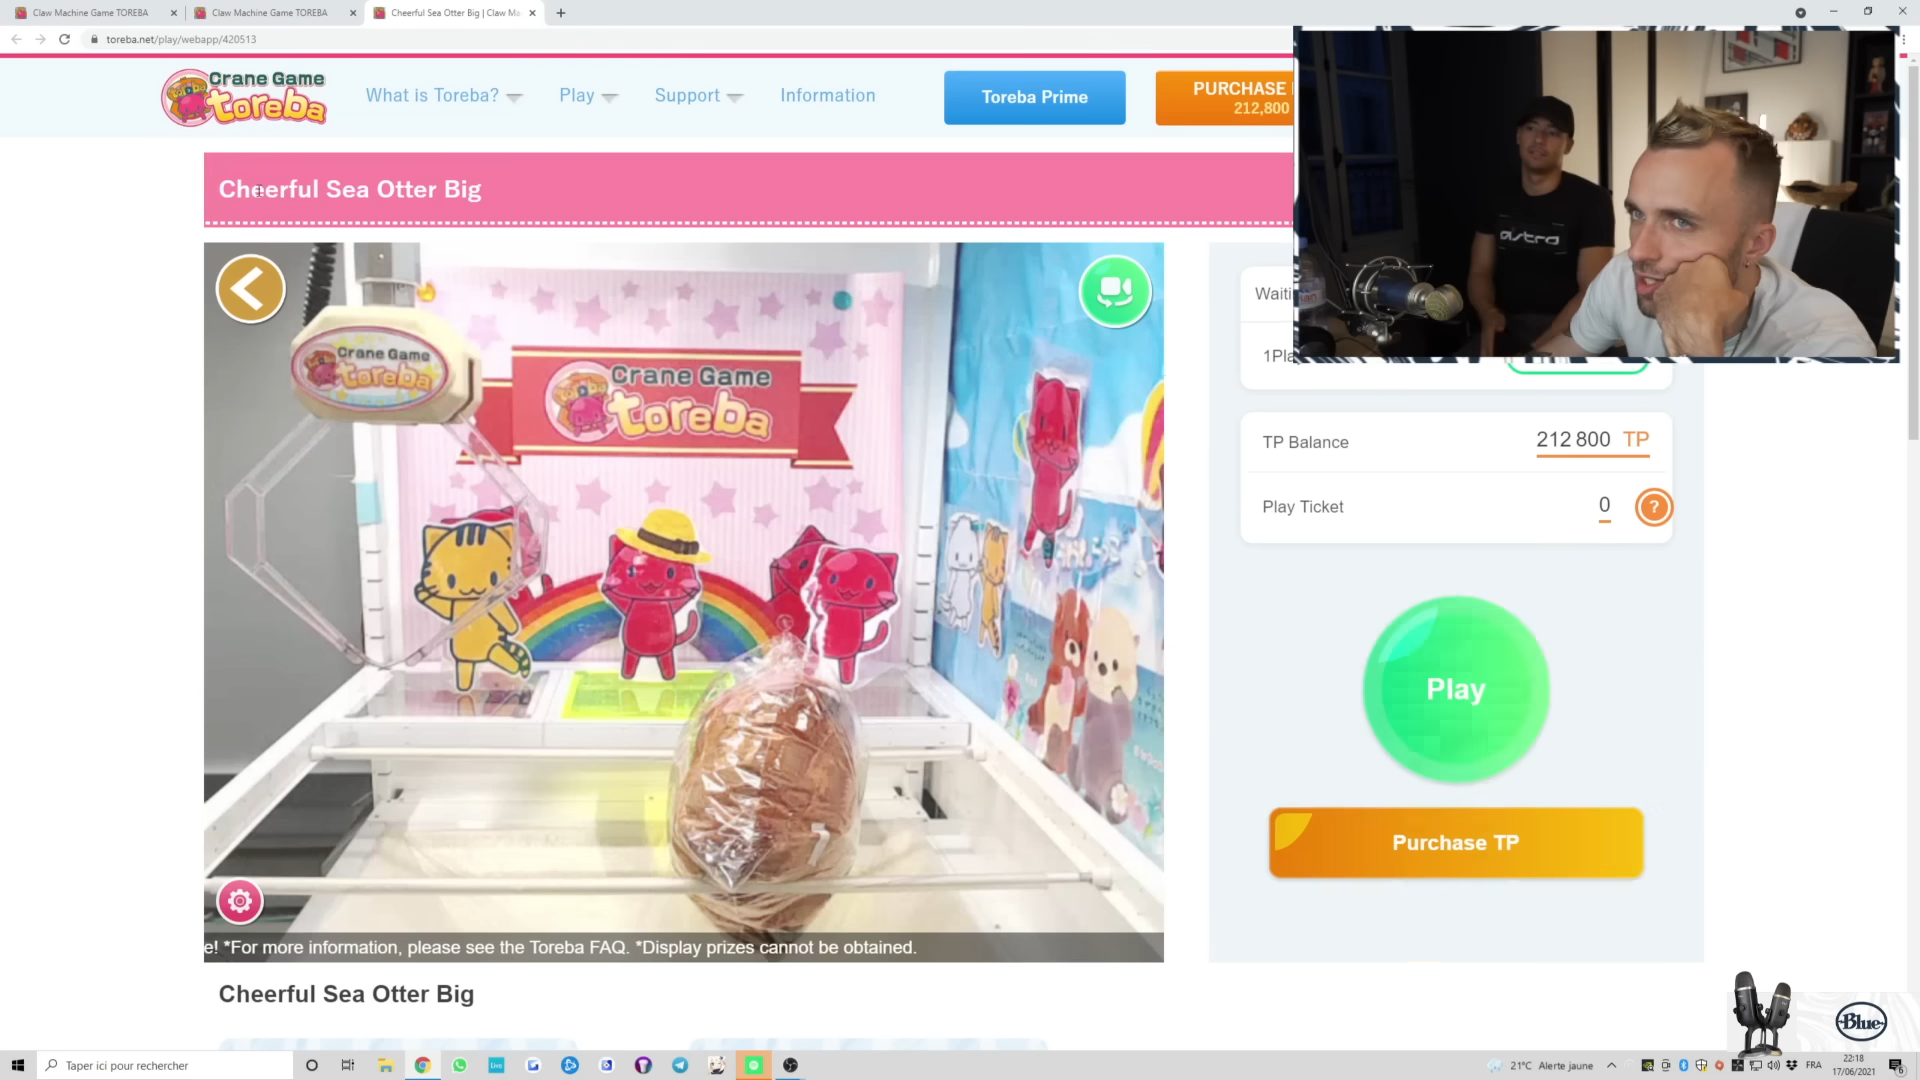 Claw Machine Game TOREBA
Claw Machine Game TOREBA
Cheerful Sea Otter Big | Claw Ma
toreba.net/play/webapp/420513
Crane Game
toreba
What is Toreba?
Play
Support
Information
Toreba Prime
PURCHASE
212,800
Cheerful Sea Otter Big
Crane Game
toreba
Crane Game
toreba
astro
Waiti
1Pla
TP Balance
212 800 TP
Play Ticket
0
?
Play
Purchase TP
e! *For more information, please see the Toreba FAQ. *Display prizes cannot be obtained.
Cheerful Sea Otter Big
Blue
Taper ici pour rechercher
Live
21°C Alerte jaune
FRA
22:18
17/06/2021